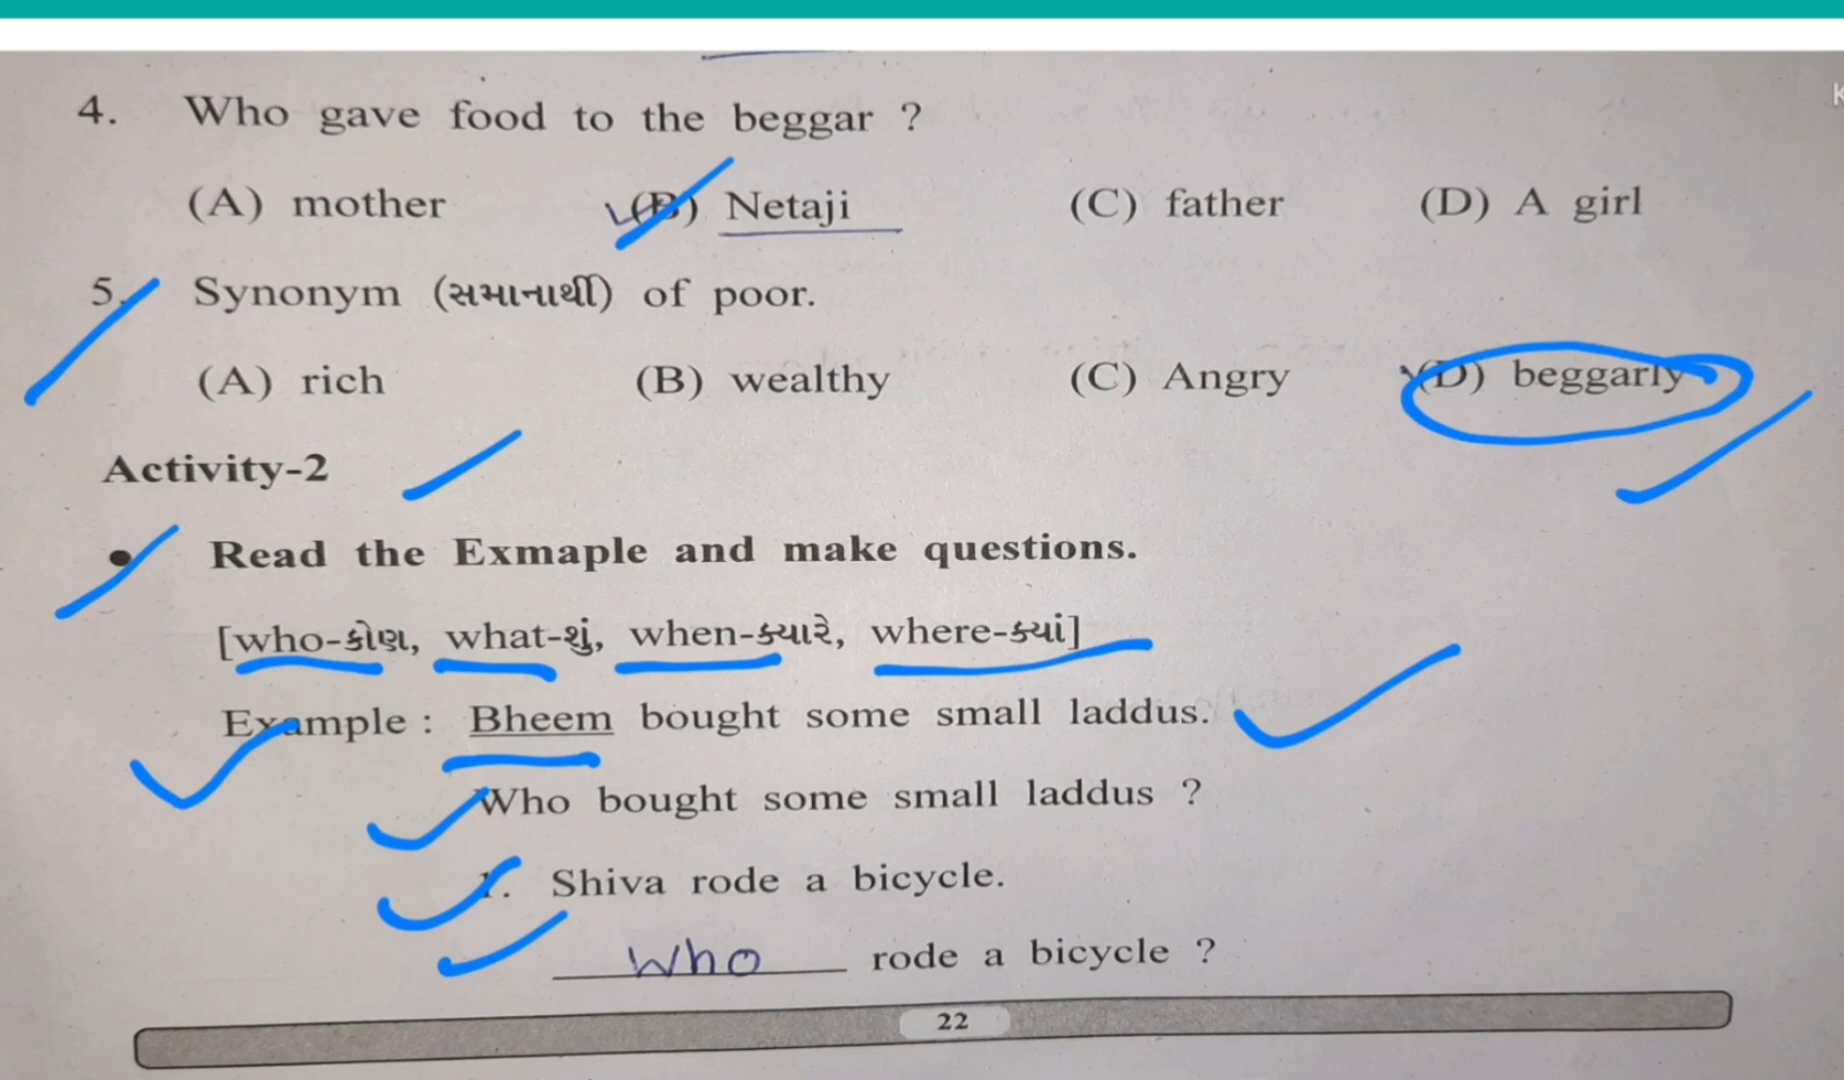 4. Who gave food to the beggar ?
(A) mother (B) Netaji (C) father (D) A girl
5. Synonym (સમાનાર્થી) of poor.
(A) rich (B) wealthy (C) Angry (D) beggarly
Activity-2
• Read the Exmaple and make questions.
[who-કોણ, what-શું, when-ક્યારે, where-ક્યાં]
Example : Bheem bought some small laddus.
Who bought some small laddus ?
1. Shiva rode a bicycle.
Who rode a bicycle ?
22